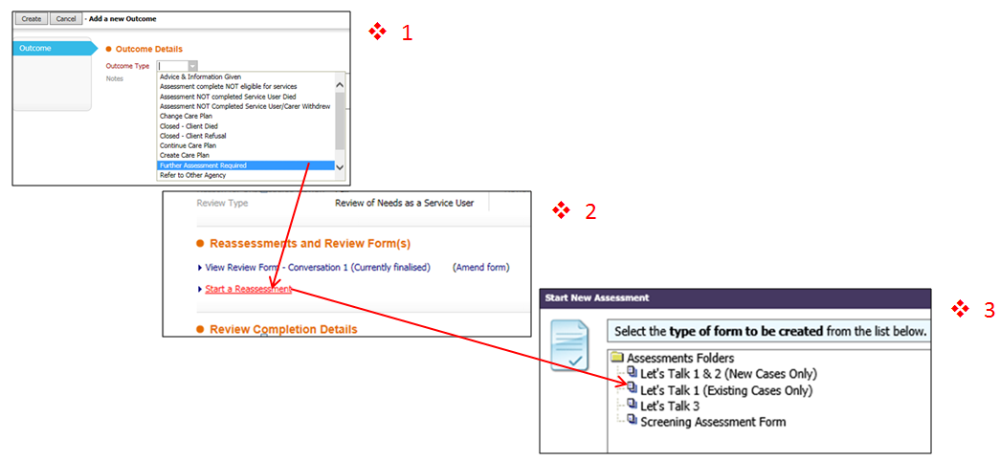 Create Cancel - Add a new Outcome
❖ 1
Outcome
Outcome Details
Outcome Type
Notes
Advice & Information Given
Assessment complete NOT eligible for services
Assessment NOT completed Service User Died
Assessment NOT Completed Service User/Carer Withdrew
Change Care Plan
Closed - Client Died
Closed - Client Refusal
Continue Care Plan
Create Care Plan
Further Assessment Required
Refer to Other Agency
❖ 2
Review Type Review of Needs as a Service User
Reassessments and Review Form(s)
View Review Form - Conversation 1 (Currently finalised) (Amend form)
Start a Reassessment
Review Completion Details
❖ 3
Start New Assessment
Select the type of form to be created from the list below.
Assessments Folders
Let's Talk 1 & 2 (New Cases Only)
Let's Talk 1 (Existing Cases Only)
Let's Talk 3
Screening Assessment Form